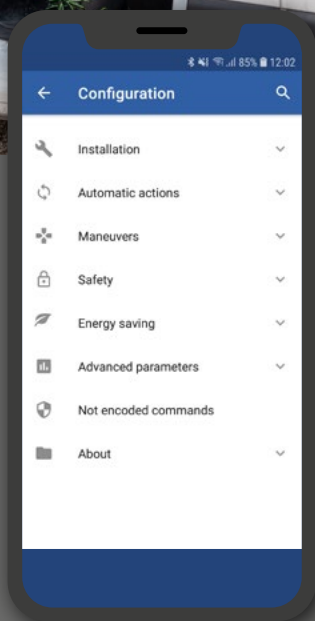 85% 12:02
Configuration
Installation
Automatic actions
Maneuvers
Safety
Energy saving
Advanced parameters
Not encoded commands
About